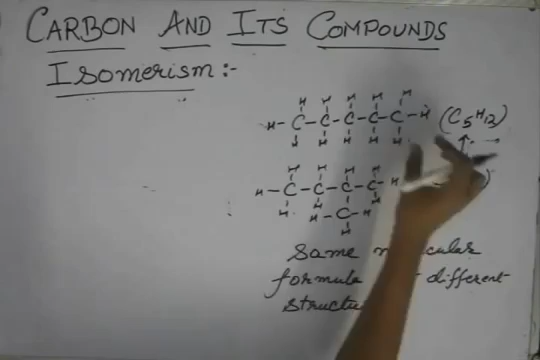 CARBON AND ITS COMPOUNDS
Isomerism:-
H H H H H
H-C-C-C-C-C-H (C5H12)
H H H H H
H H H H
H-C-C-C-C-H )
H H-C-H H
H
Same
formula different